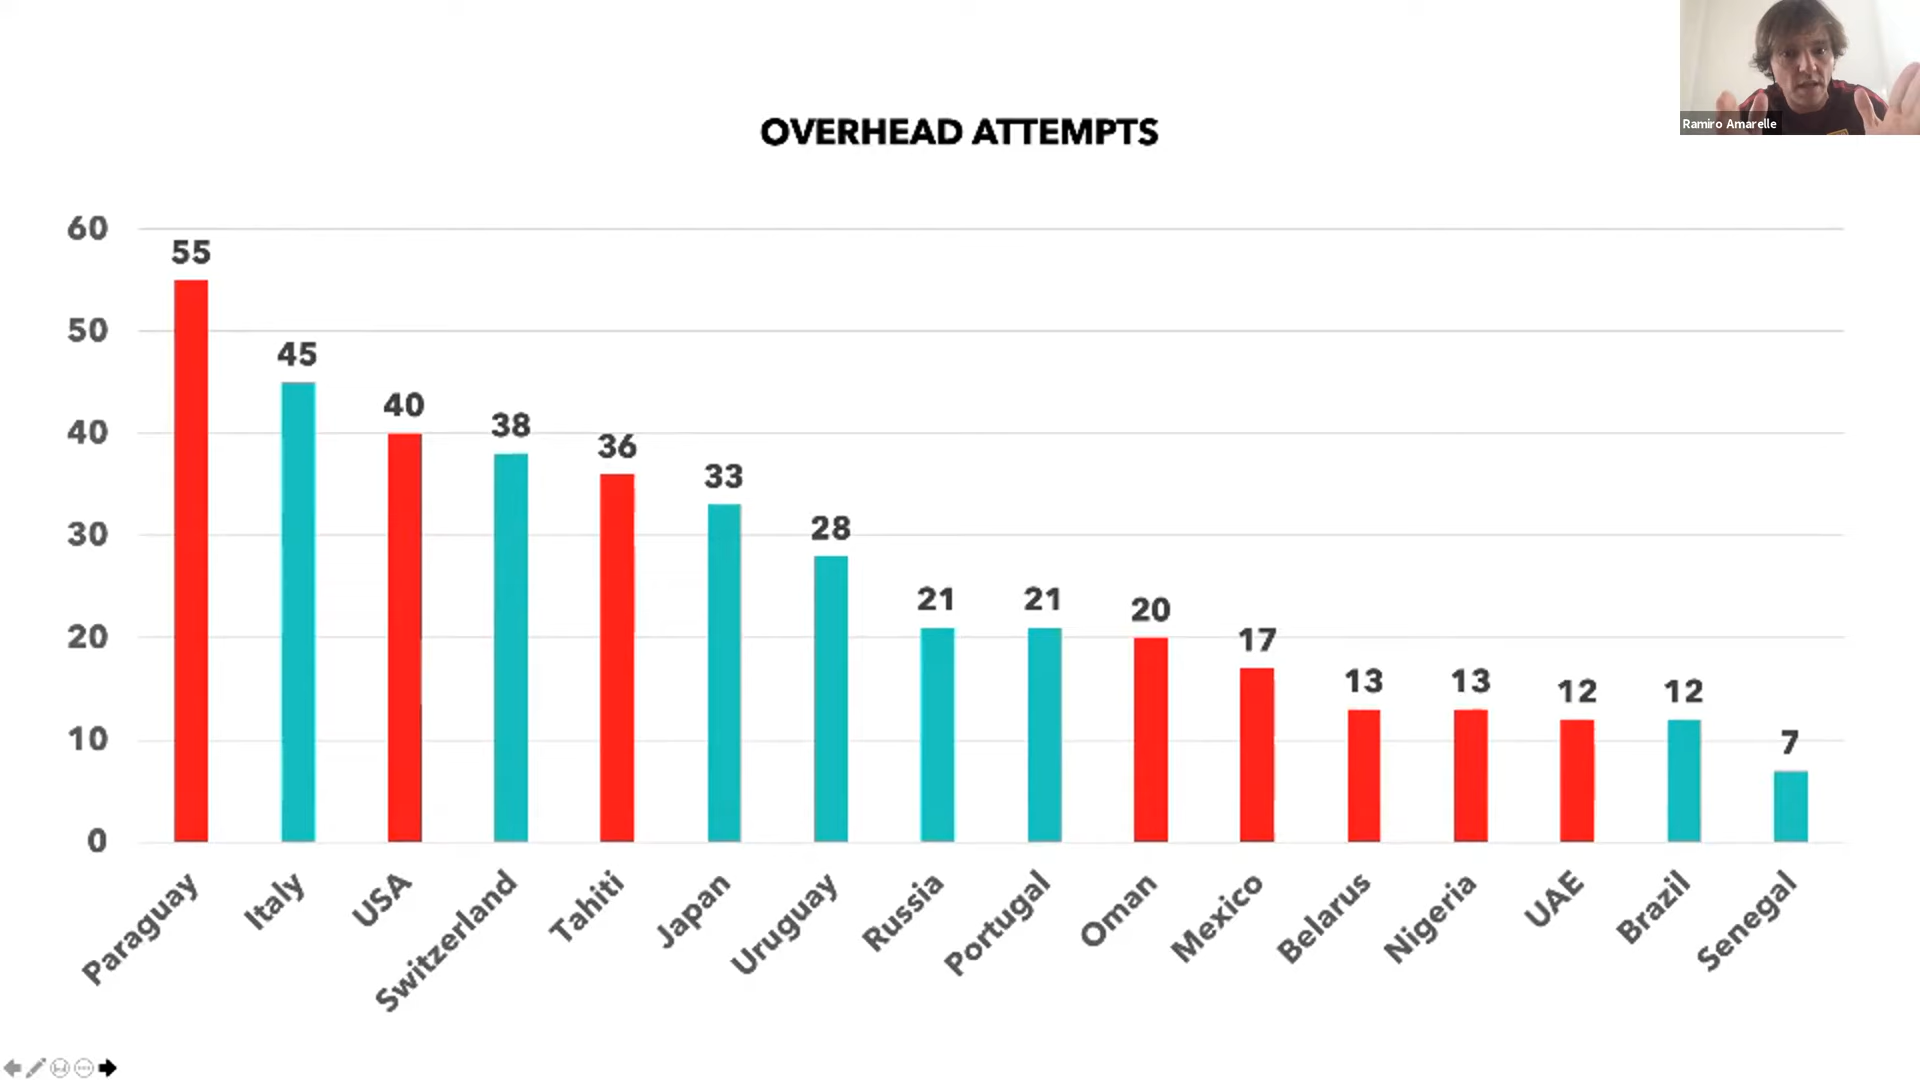 Ramiro Amarelle
OVERHEAD ATTEMPTS
60
50
40
30
20
10
0
55
45
40
38
36
33
28
21
21
20
17
13
13
12
12
7
Paraguay
Italy
USA
Switzerland
Tahiti
Japan
Uruguay
Russia
Portugal
Oman
Mexico
Belarus
Nigeria
UAE
Brazil
Senegal